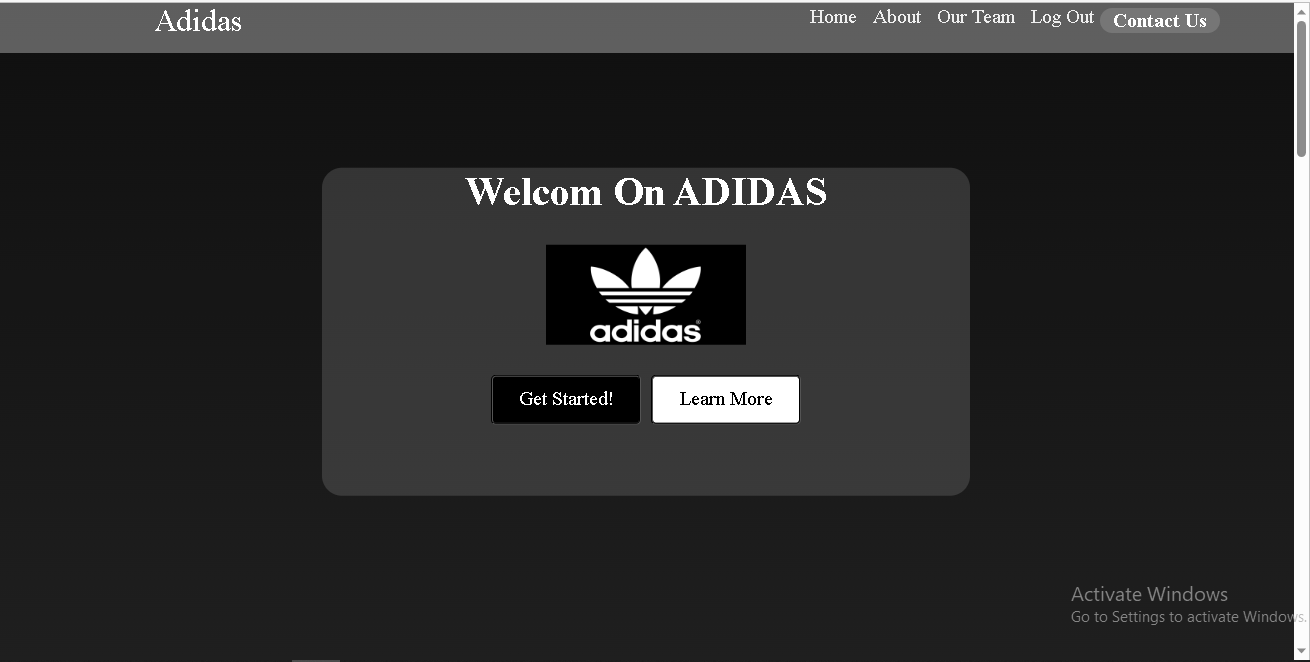 Adidas
Home About Our Team Log Out Contact Us
Welcom On ADIDAS
adidas®
Get Started! Learn More
Activate Windows
Go to Settings to activate Windows.